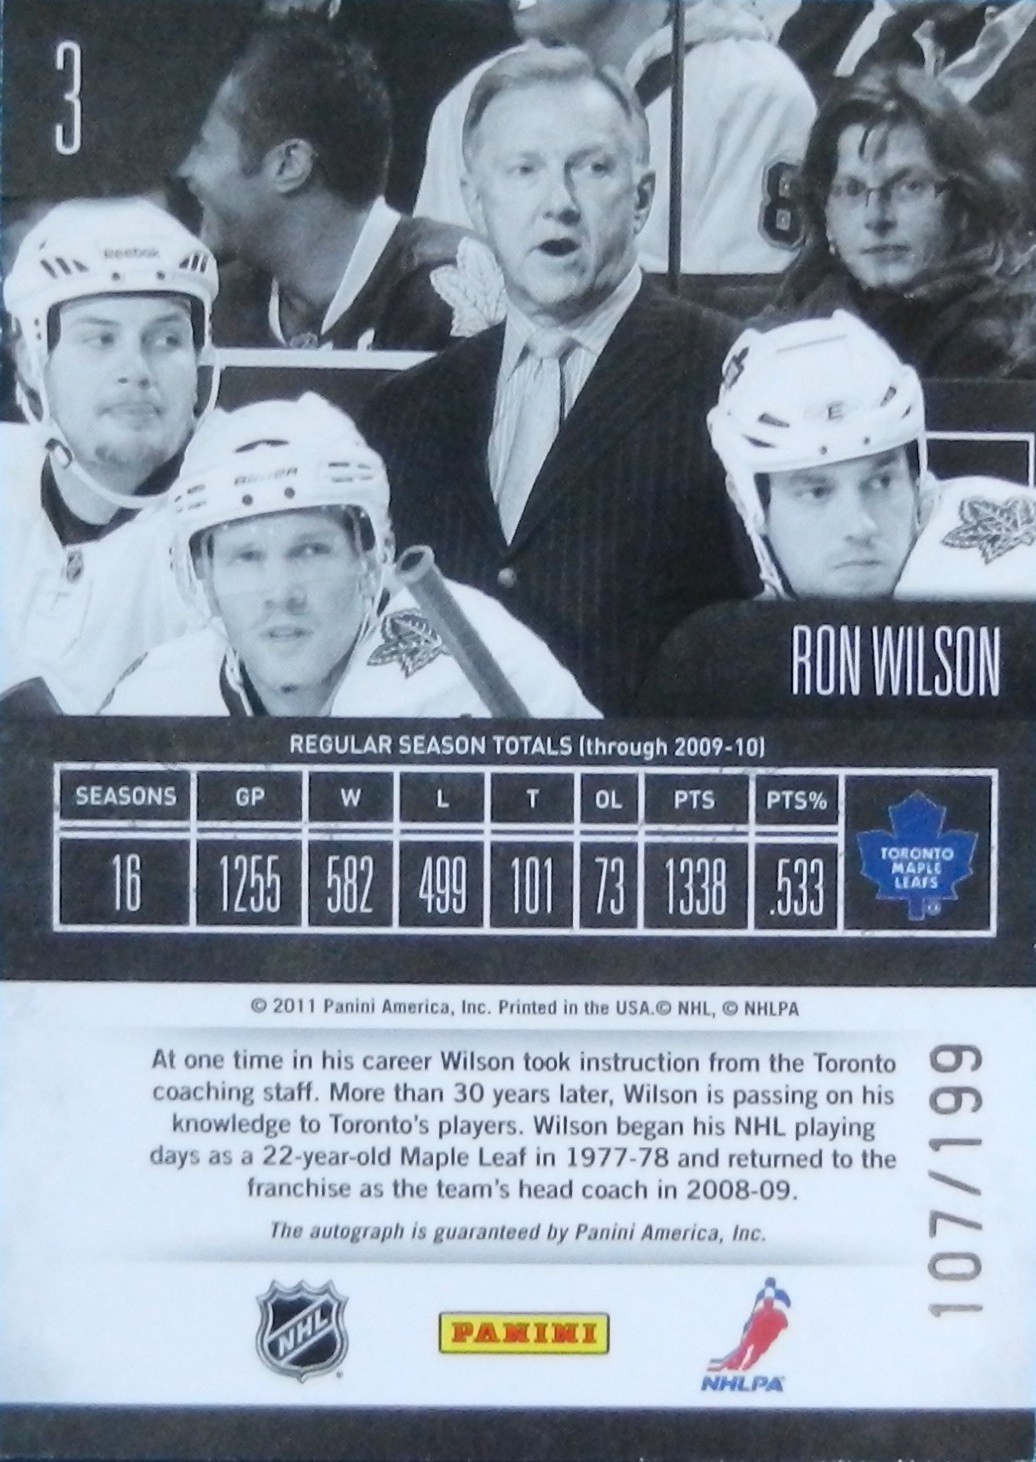 3
8
Reebok
BAUER
E
RON WILSON
REGULAR SEASON TOTALS (through 2009-10)
SEASONS GP W L T OL PTS PTS%
16 1255 582 499 101 73 1338 .533
TORONTO
MAPLE
LEAFS
© 2011 Panini America, Inc. Printed in the USA.© NHL, © NHLPA
At one time in his career Wilson took instruction from the Toronto
coaching staff. More than 30 years later, Wilson is passing on his
knowledge to Toronto's players. Wilson began his NHL playing
days as a 22-year-old Maple Leaf in 1977-78 and returned to the
franchise as the team's head coach in 2008-09.
The autograph is guaranteed by Panini America, Inc.
107/199
NHL
PANINI
NHLPA